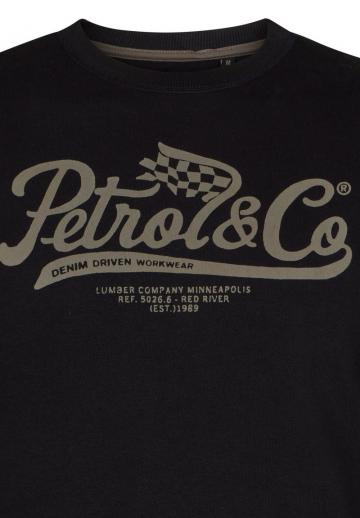 Petrol&Co®
DENIM DRIVEN WORKWEAR
LUMBER COMPANY MINNEAPOLIS
REF. 5026.6 - RED RIVER
(EST.)1989